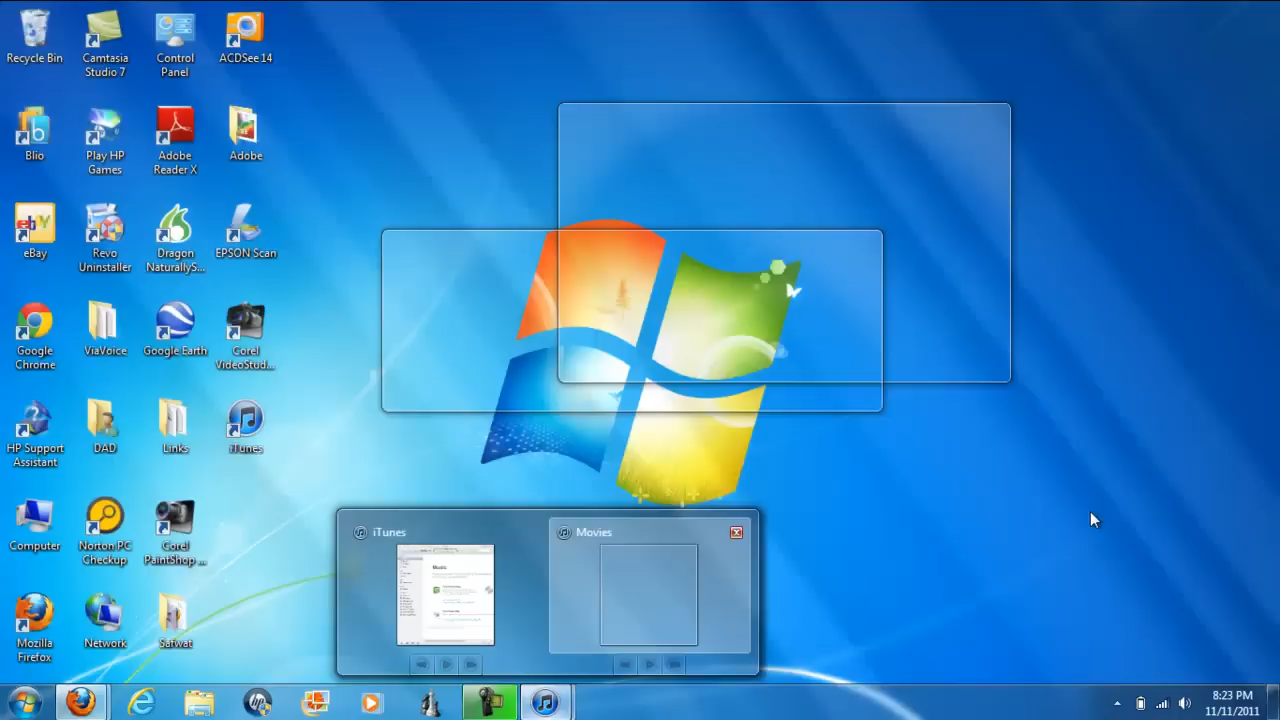 Recycle Bin
Camtasia
Studio 7
Control
Panel
ACDSee 14
Blio
Play HP
Games
Adobe
Reader X
Adobe
eBay
Revo
Uninstaller
Dragon
NaturallyS...
EPSON Scan
Google
Chrome
ViaVoice
Google Earth
Corel
VideoStud...
HP Support
Assistant
DAD
Links
iTunes
Computer
Norton PC
Checkup
Corel
PaintShop ...
Mozilla
Firefox
Network
Safwat
iTunes
Movies
Music
8:23 PM
11/11/2011